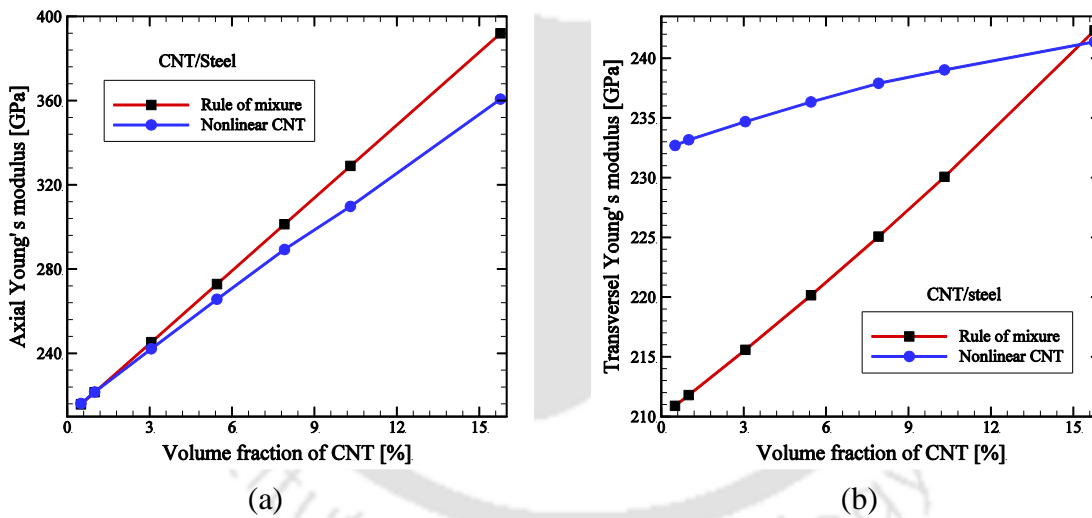 400
360
320
280
240
Axial Young's modulus [GPa]
CNT/Steel
Rule of mixure
Nonlinear CNT
0 3 6 9 12 15
Volume fraction of CNT [%]
(a)
240
235
230
225
220
215
210
Transversel Young's modulus [GPa]
CNT/steel
Rule of mixure
Nonlinear CNT
0 3 6 9 12 15
Volume fraction of CNT [%]
(b)